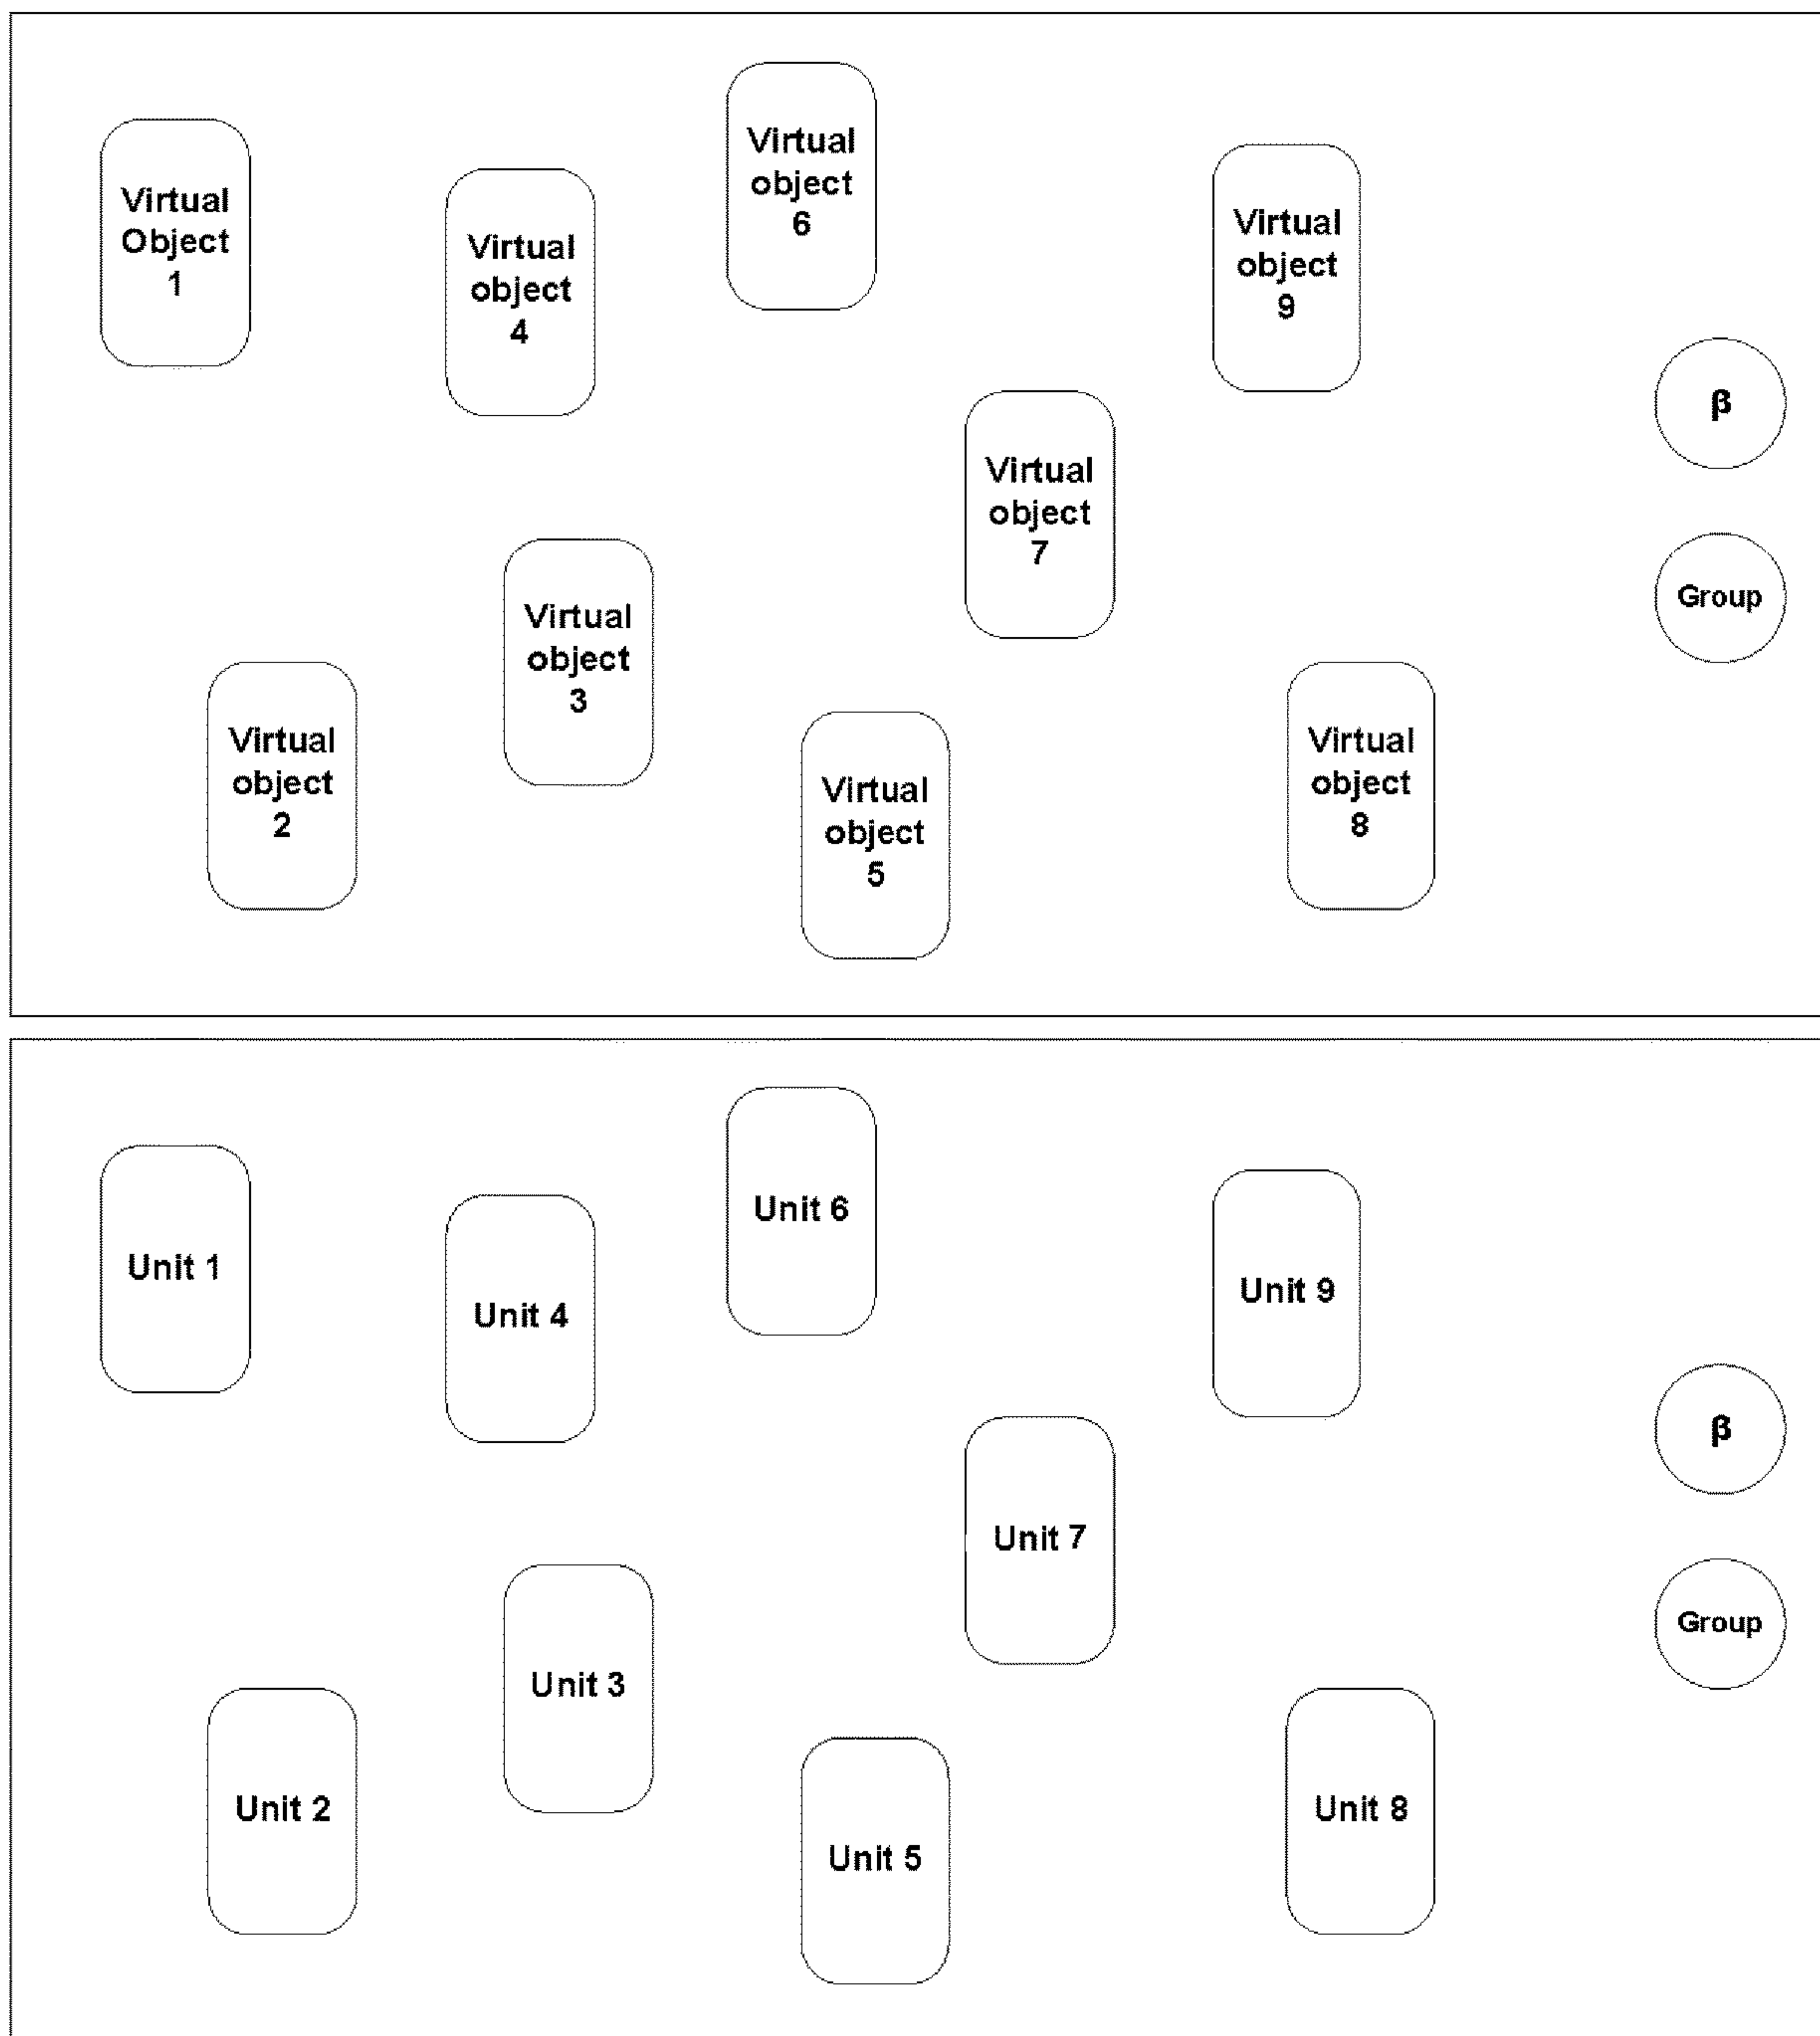 Virtual
Object
1
Virtual
object
4
Virtual
object
6
Virtual
object
9
β
Virtual
object
7
Group
Virtual
object
3
Virtual
object
2
Virtual
object
5
Virtual
object
8
Unit 1
Unit 4
Unit 6
Unit 9
β
Unit 7
Group
Unit 3
Unit 2
Unit 5
Unit 8